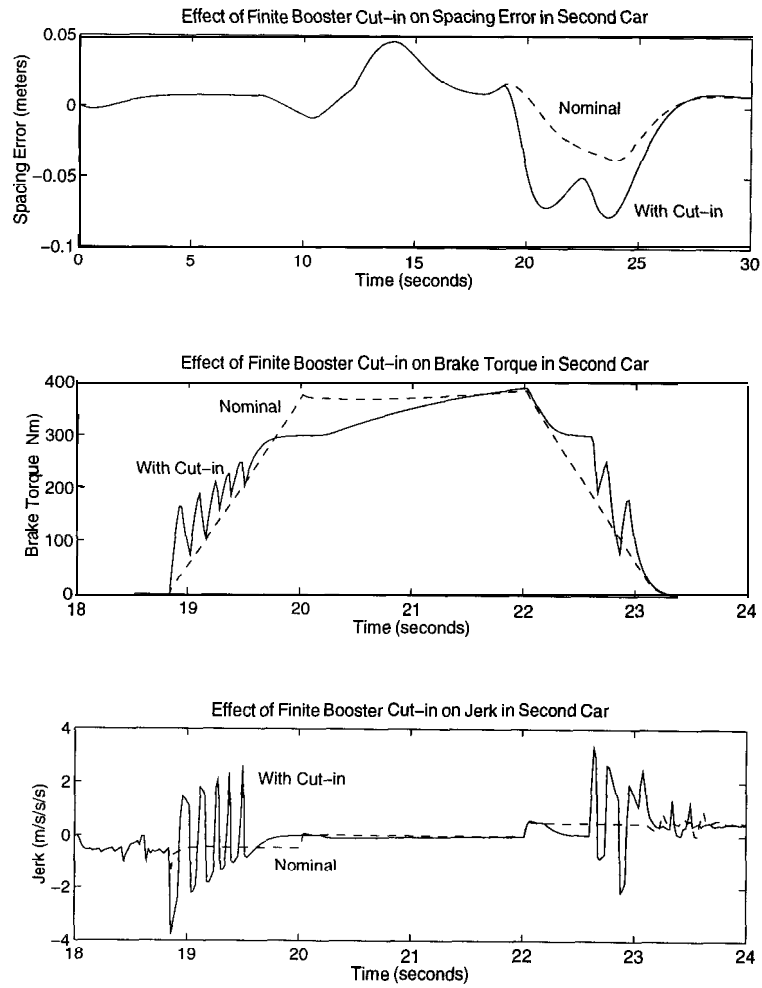 Effect of Finite Booster Cut-in on Spacing Error in Second Car
0.05
0
-0.05
-0.1
Spacing Error (meters)
Nominal
With Cut-in
0 5 10 15 20 25 30
Time (seconds)
Effect of Finite Booster Cut-in on Brake Torque in Second Car
400
300
200
100
0
Brake Torque Nm)
Nominal
With Cut-in
18 19 20 21 22 23 24
Time (seconds)
Effect of Finite Booster Cut-in on Jerk in Second Car
4
2
0
-2
-4
Jerk (m/s/s/s)
With Cut-in
Nominal
18 19 20 21 22 23 24
Time (seconds)